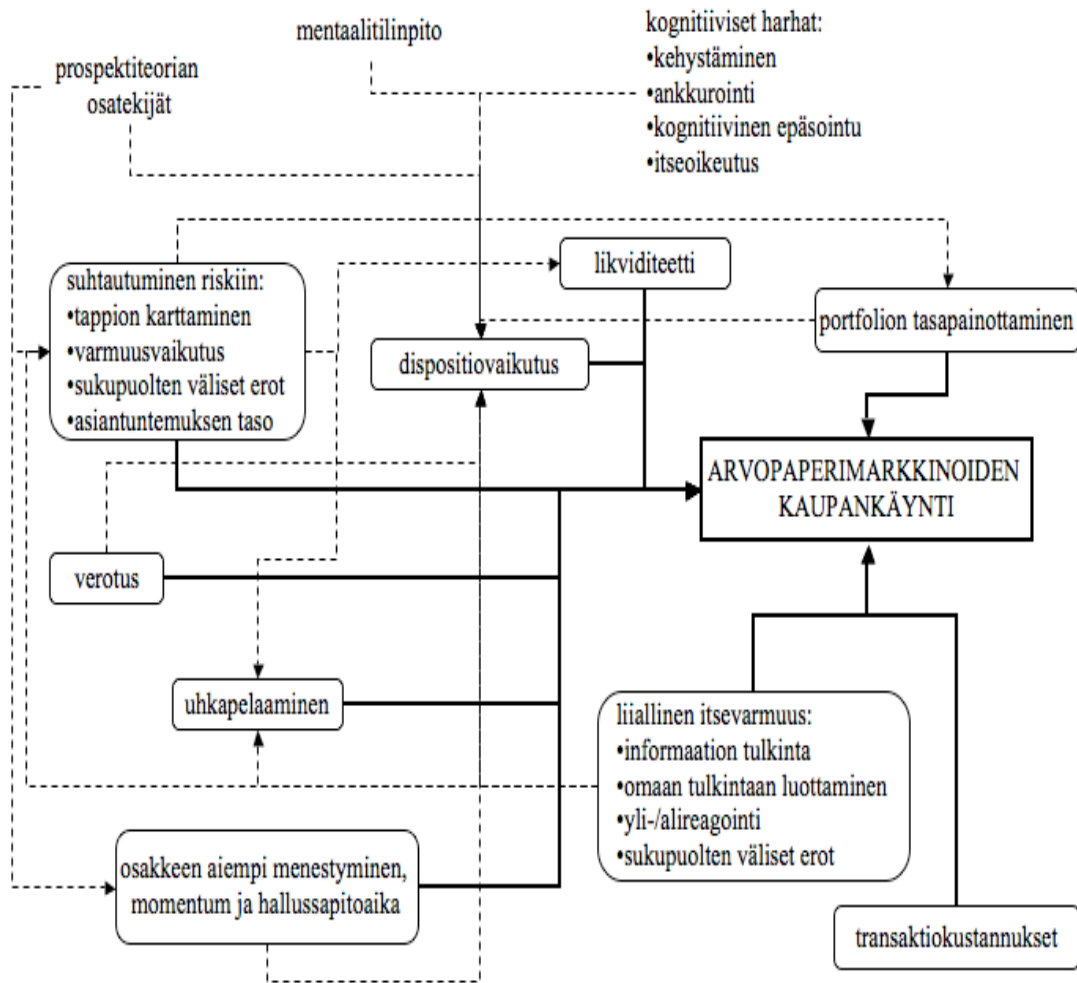 mentaalitilinpito
kognitiiviset harhat:
•kehystäminen
•ankkurointi
•kognitiivinen epäsointu
•itseoikeutus
prospektiteorian
osatekijät
likviditeetti
suhtautuminen riskiin:
•tappion karttaminen
•varmuusvaikutus
•sukupuolten väliset erot
•asiantuntemuksen taso
portfolion tasapainottaminen
dispositiovaikutus
ARVOPAPERIMARKKINOIDEN
KAUPANKÄYNTI
verotus
uhkapelaaminen
liiallinen itsevarmuus:
•informaation tulkinta
•omaan tulkintaan luottaminen
•yli-/alireagointi
•sukupuolten väliset erot
osakkeen aiempi menestyminen,
momentum ja hallussapitoaika
transaktiokustannukset